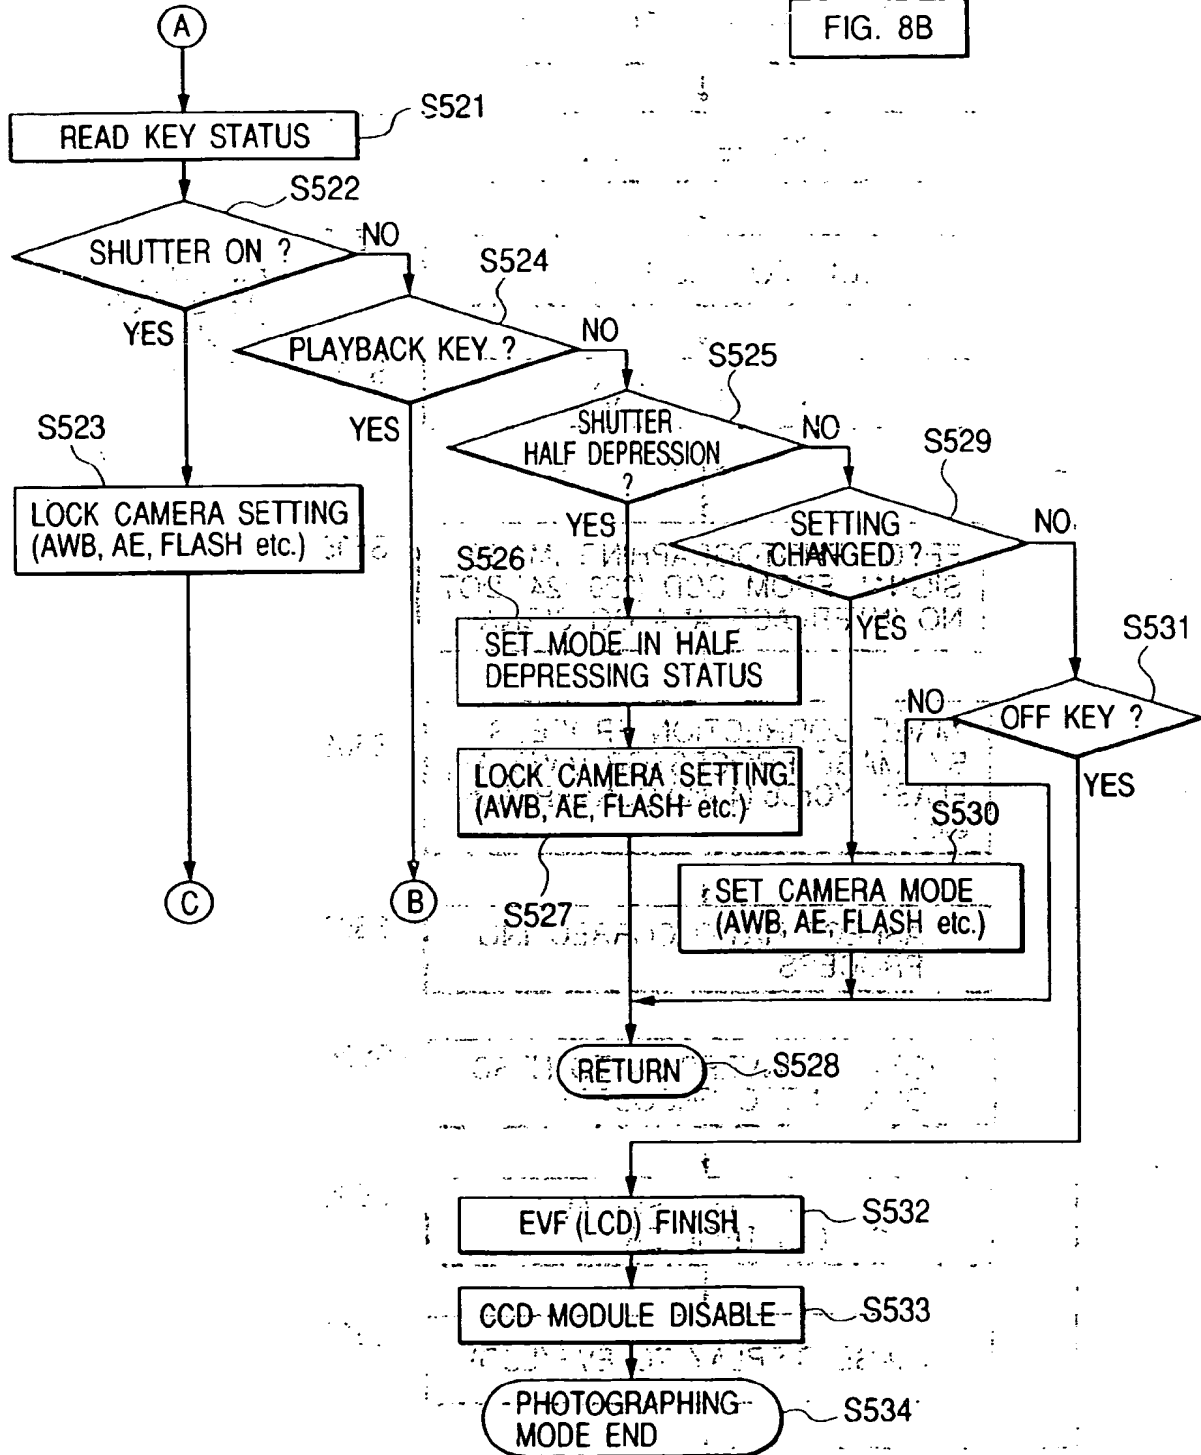 FIG. 8B
A
S521
READ KEY STATUS
S522
SHUTTER ON ?
NO
YES
S524
PLAYBACK KEY ?
NO
YES
S523
LOCK CAMERA SETTING
(AWB, AE, FLASH etc.)
C
B
S525
SHUTTER
HALF DEPRESSION
?
NO
YES
S526
SET MODE IN HALF
DEPRESSING STATUS
LOCK CAMERA SETTING
(AWB, AE, FLASH etc.)
S527
S529
SETTING
CHANGED ?
NO
YES
S530
SET CAMERA MODE
(AWB, AE, FLASH etc.)
S531
OFF KEY ?
NO
YES
RETURN
S528
EVF (LCD) FINISH
S532
CCD MODULE DISABLE
S533
PHOTOGRAPHING
MODE END
S534